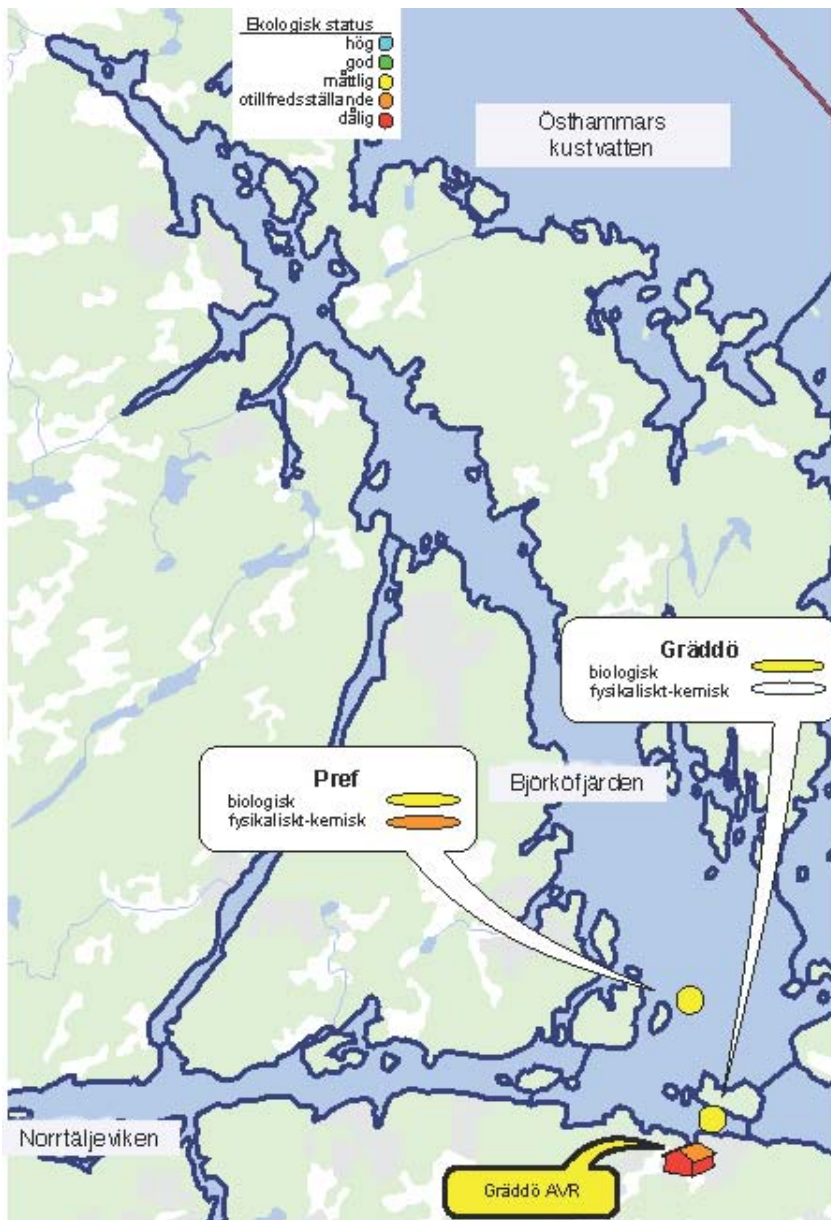 Ekologisk status
hög
god
måttlig
otillfredsställande
dålig
Östhammars
kustvatten
Gräddö
biologisk
fysikaliskt-kemisk
Pref
biologisk
fysikaliskt-kemisk
Björköfjärden
Norrtäljeviken
Gräddö AVR